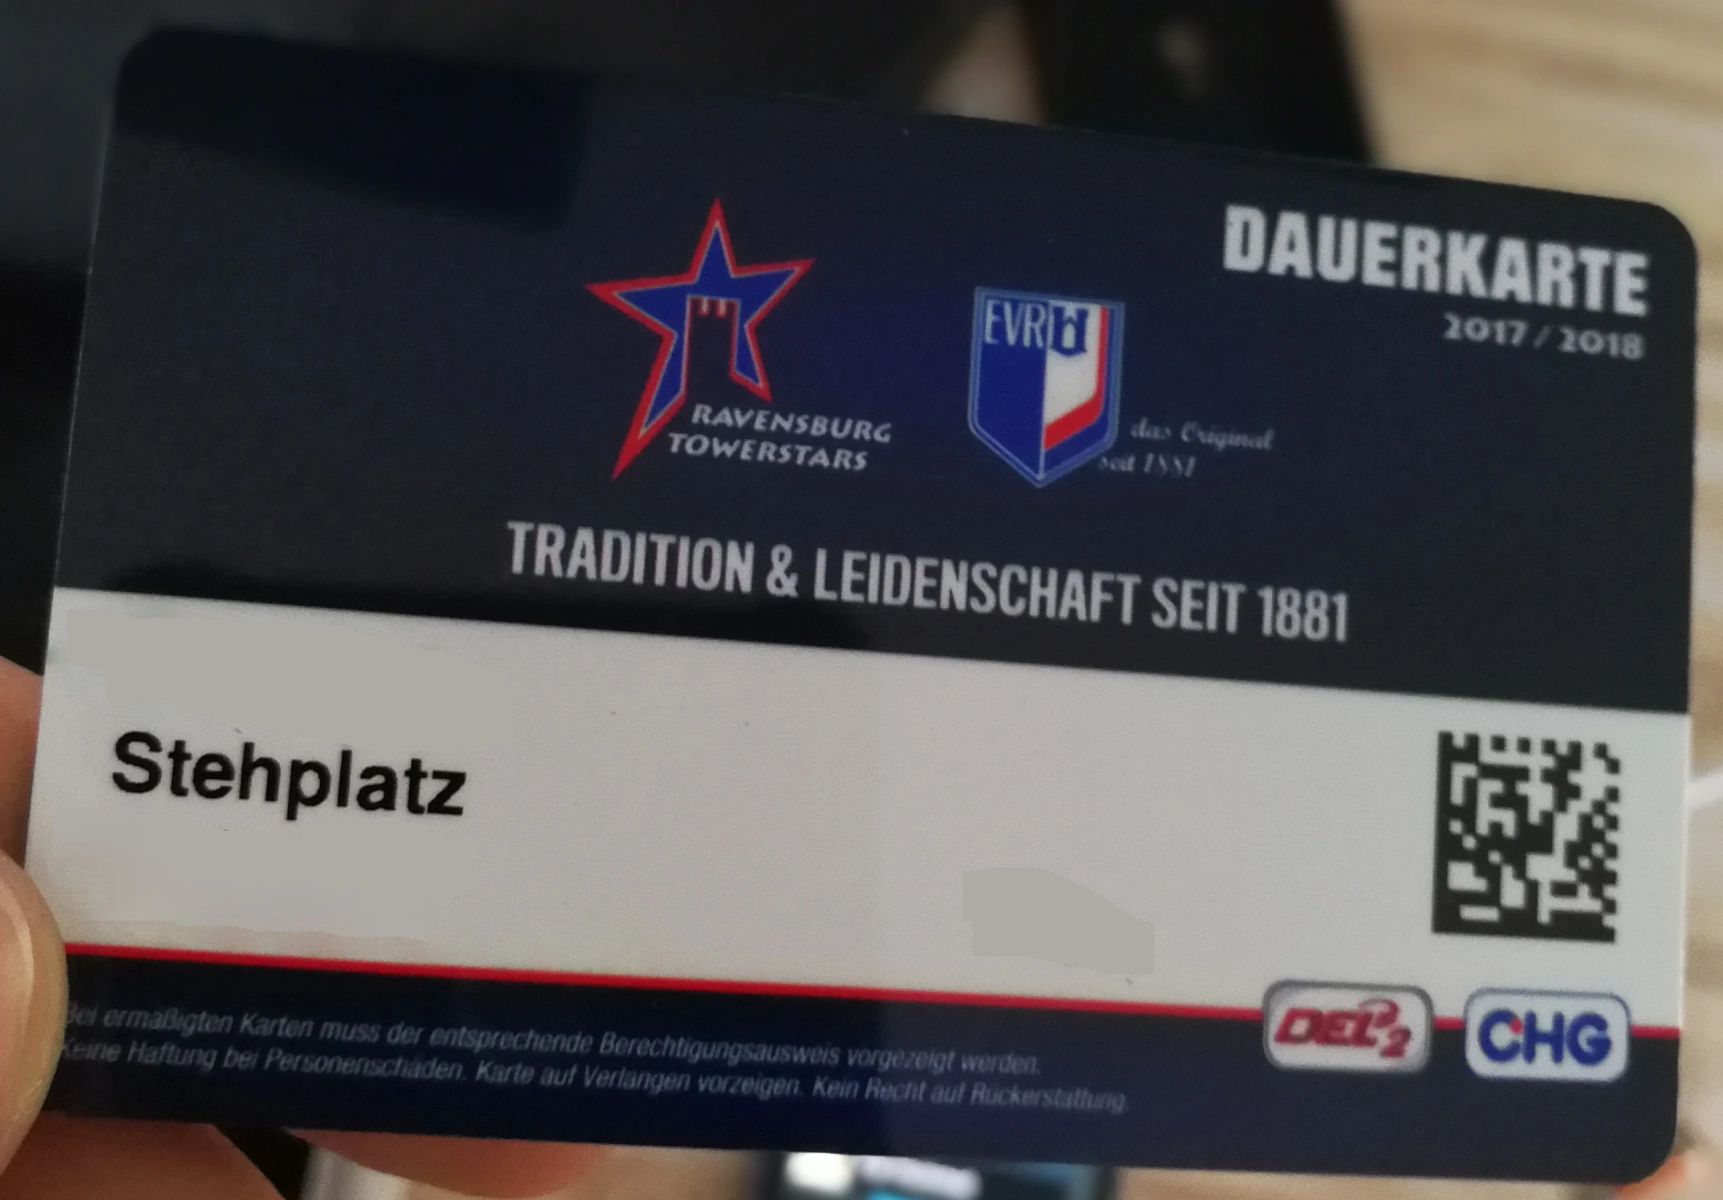 DAUERKARTE
2017 / 2018
RAVENSBURG
TOWERSTARS
EVR
das Original
seit 1881
TRADITION & LEIDENSCHAFT SEIT 1881
Stehplatz
DEL2
CHG
Bei ermäßigten Karten muss der entsprechende Berechtigungsausweis vorgezeigt werden.
Keine Haftung bei Personenschäden. Karte auf Verlangen vorzeigen. Kein Recht auf Rückerstattung.